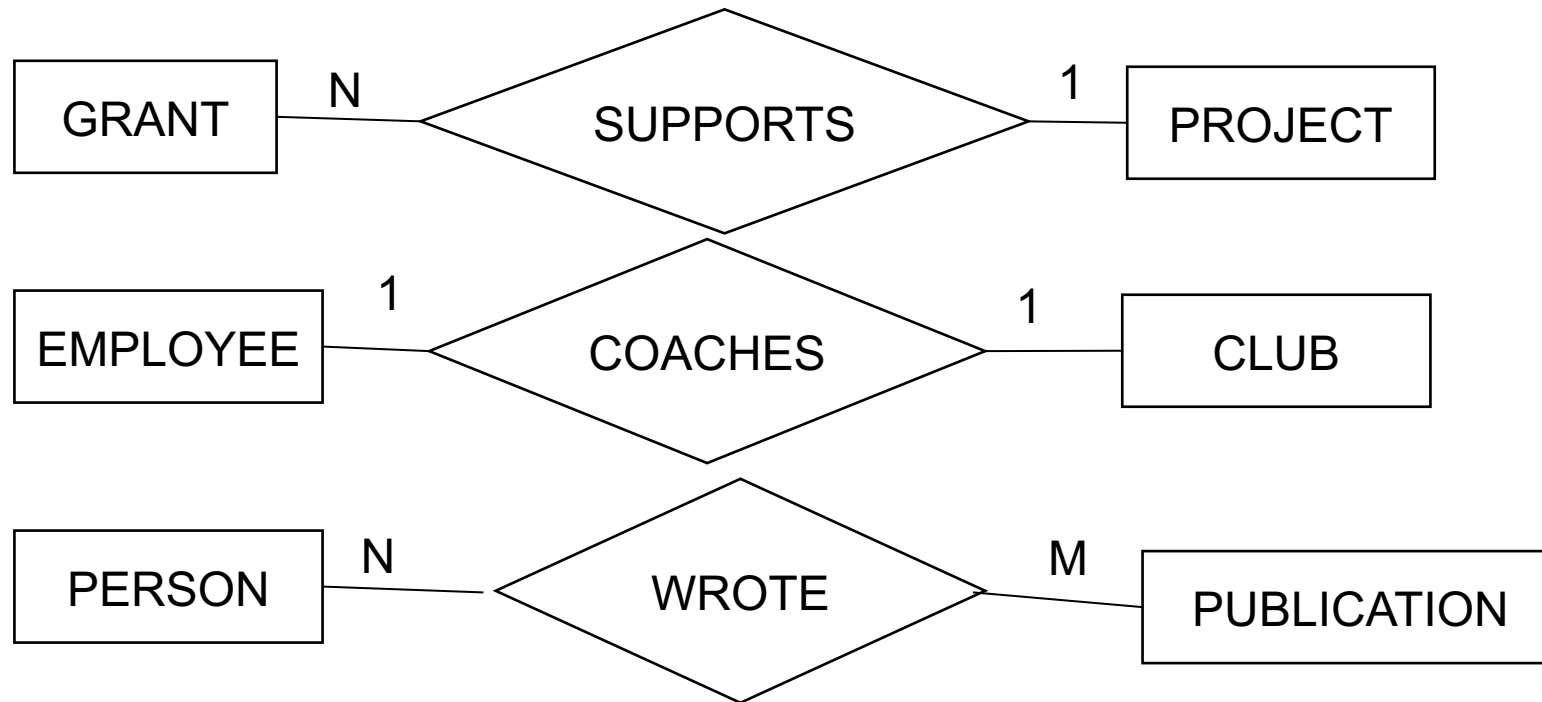 GRANT N SUPPORTS 1 PROJECT
EMPLOYEE 1 COACHES 1 CLUB
PERSON N WROTE M PUBLICATION